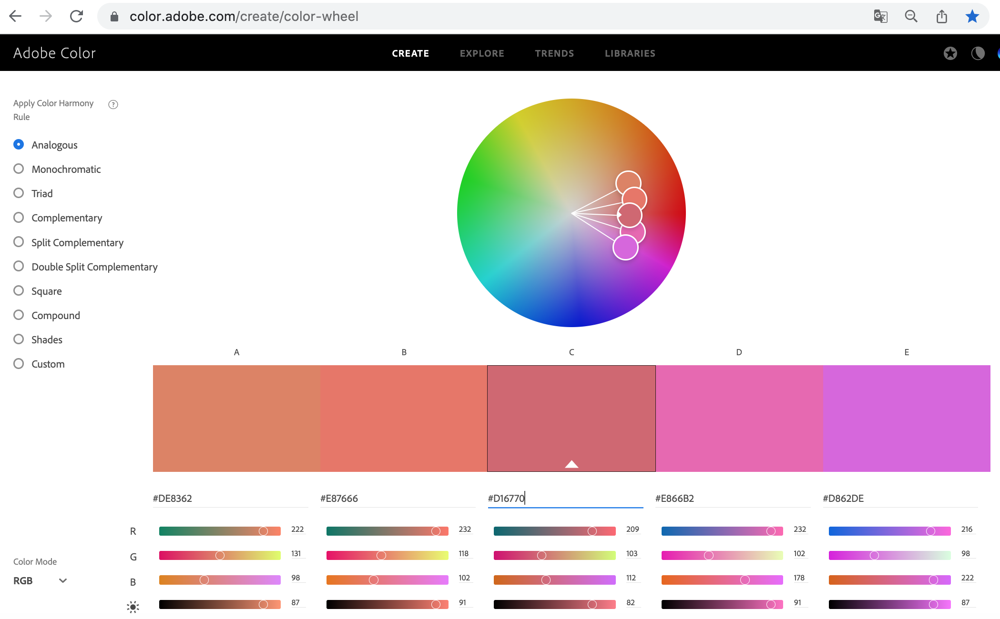 color.adobe.com/create/color-wheel
Adobe Color
CREATE EXPLORE TRENDS LIBRARIES
Apply Color Harmony
Rule
Analogous
Monochromatic
Triad
Complementary
Split Complementary
Double Split Complementary
Square
Compound
Shades
Custom
A B C D E
#DE8362 #E87666 #D16770 #E866B2 #D862DE
R 222 232 209 232 216
G 131 118 103 102 98
B 98 102 112 178 222
87 91 82 91 87
Color Mode
RGB